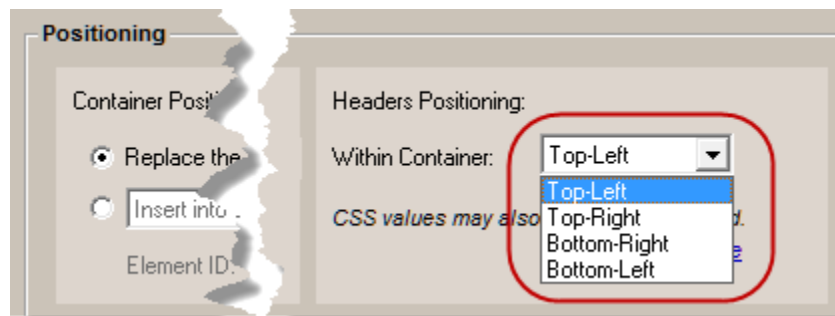 Positioning
Container Posit
Replace the
Insert into
Element ID:
Headers Positioning:
Within Container:
Top-Left
Top-Left
Top-Right
Bottom-Right
Bottom-Left
CSS values may also
d.
e